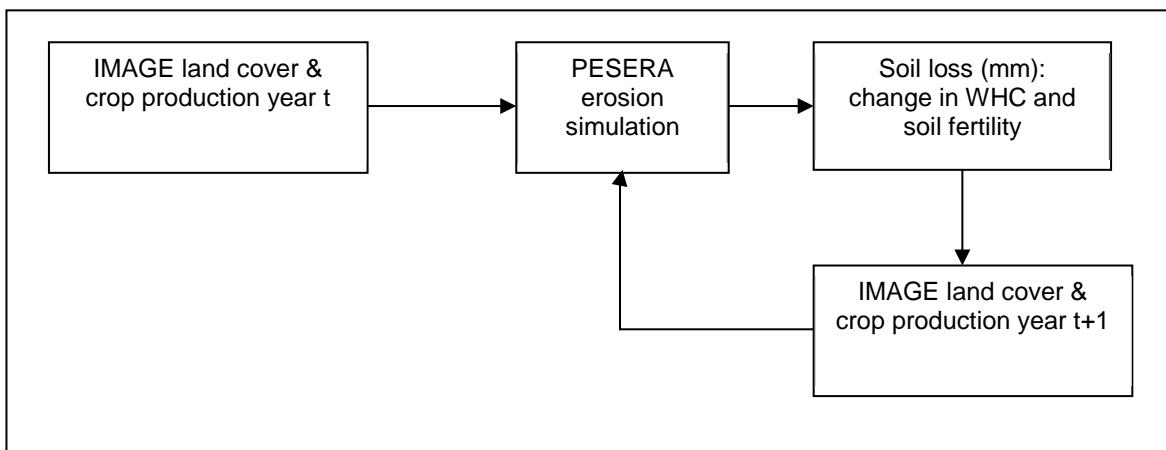 IMAGE land cover &
crop production year t
PESERA
erosion
simulation
Soil loss (mm):
change in WHC and
soil fertility
IMAGE land cover &
crop production year t+1